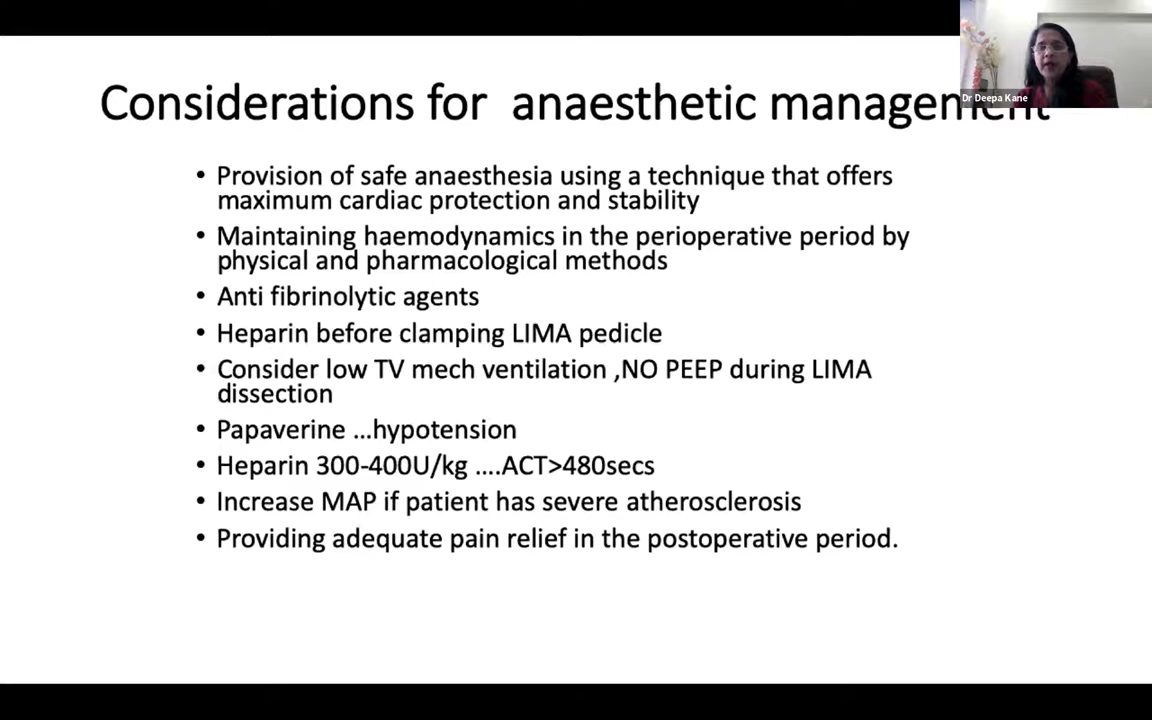 Considerations for anaesthetic management
Dr Deepa Kane
• Provision of safe anaesthesia using a technique that offers
maximum cardiac protection and stability
• Maintaining haemodynamics in the perioperative period by
physical and pharmacological methods
• Anti fibrinolytic agents
• Heparin before clamping LIMA pedicle
• Consider low TV mech ventilation ,NO PEEP during LIMA
dissection
• Papaverine ...hypotension
• Heparin 300-400U/kg ....ACT>480secs
• Increase MAP if patient has severe atherosclerosis
• Providing adequate pain relief in the postoperative period.